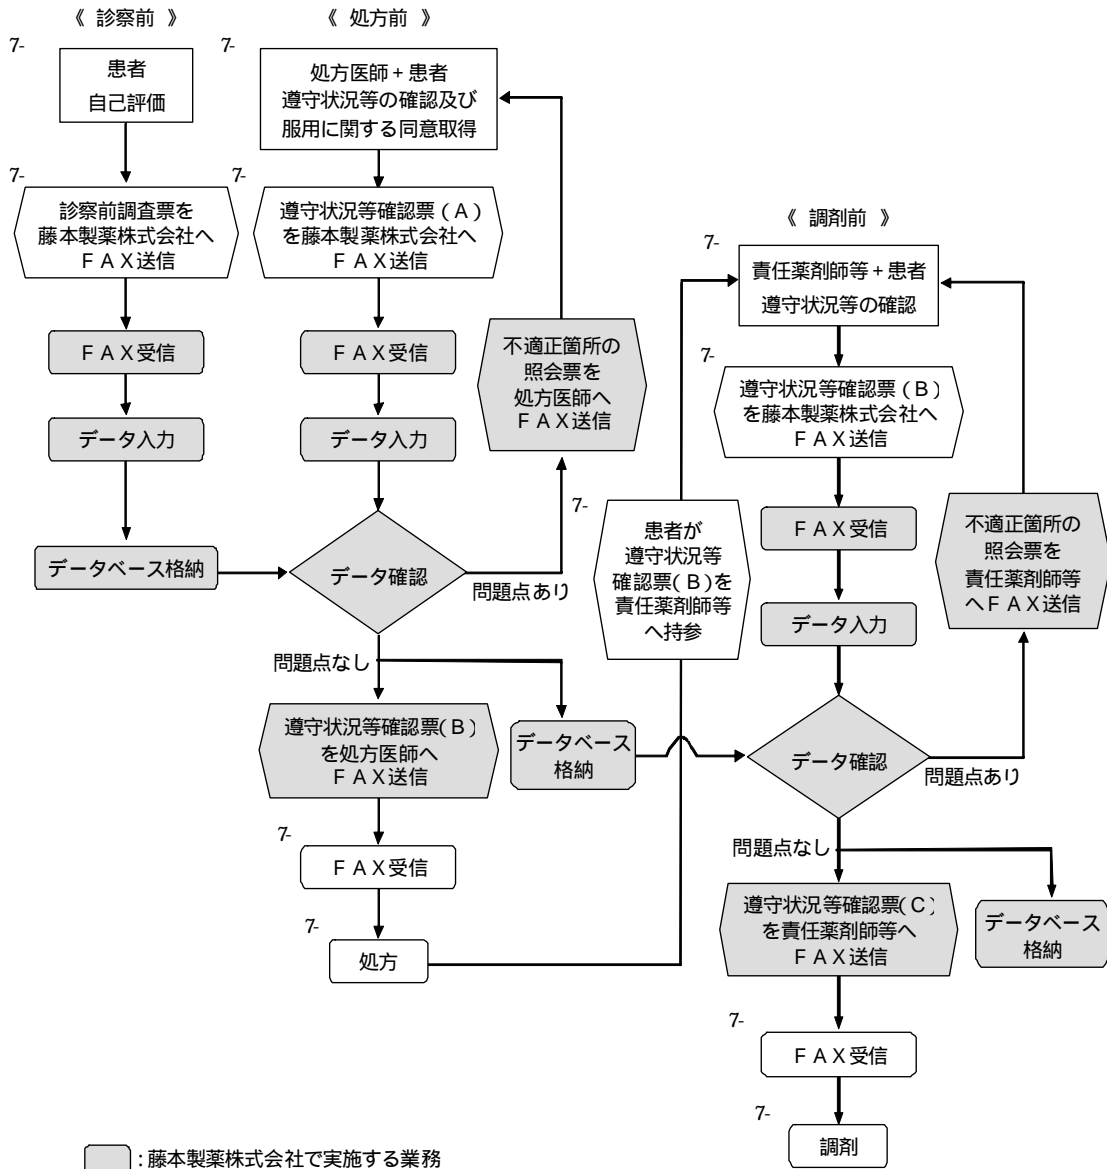 《 診察前 》
7-
患者
自己評価
7-
診察前調査票を
藤本製薬株式会社へ
ＦＡＸ送信
ＦＡＸ受信
データ入力
データベース格納
《 処方前 》
7-
処方医師＋患者
遵守状況等の確認及び
服用に関する同意取得
7-
遵守状況等確認票（Ａ）
を藤本製薬株式会社へ
ＦＡＸ送信
ＦＡＸ受信
データ入力
データ確認
問題点あり
不適正箇所の
照会票を
処方医師へ
ＦＡＸ送信
問題点なし
遵守状況等確認票(Ｂ)
を処方医師へ
ＦＡＸ送信
データベース
格納
7-
ＦＡＸ受信
7-
処方
7-
患者が
遵守状況等
確認票(Ｂ)を
責任薬剤師等
へ持参
《 調剤前 》
7-
責任薬剤師等＋患者
遵守状況等の確認
7-
遵守状況等確認票(Ｂ)
を藤本製薬株式会社へ
ＦＡＸ送信
ＦＡＸ受信
データ入力
データ確認
問題点あり
不適正箇所の
照会票を
責任薬剤師等
へＦＡＸ送信
問題点なし
遵守状況等確認票(Ｃ)
を責任薬剤師等へ
ＦＡＸ送信
データベース
格納
7-
ＦＡＸ受信
7-
調剤
：藤本製薬株式会社で実施する業務